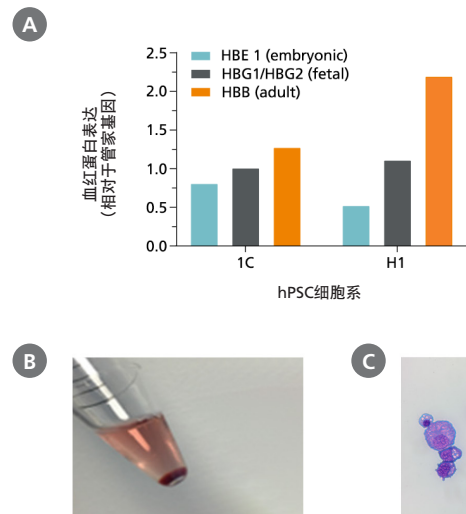 A
HBE 1 (embryonic)
HBG1/HBG2 (fetal)
HBB (adult)
血红蛋白表达
(相对于管家基因)
2.5
2.0
1.5
1.0
0.5
0.0
1C
H1
hPSC细胞系
B
C